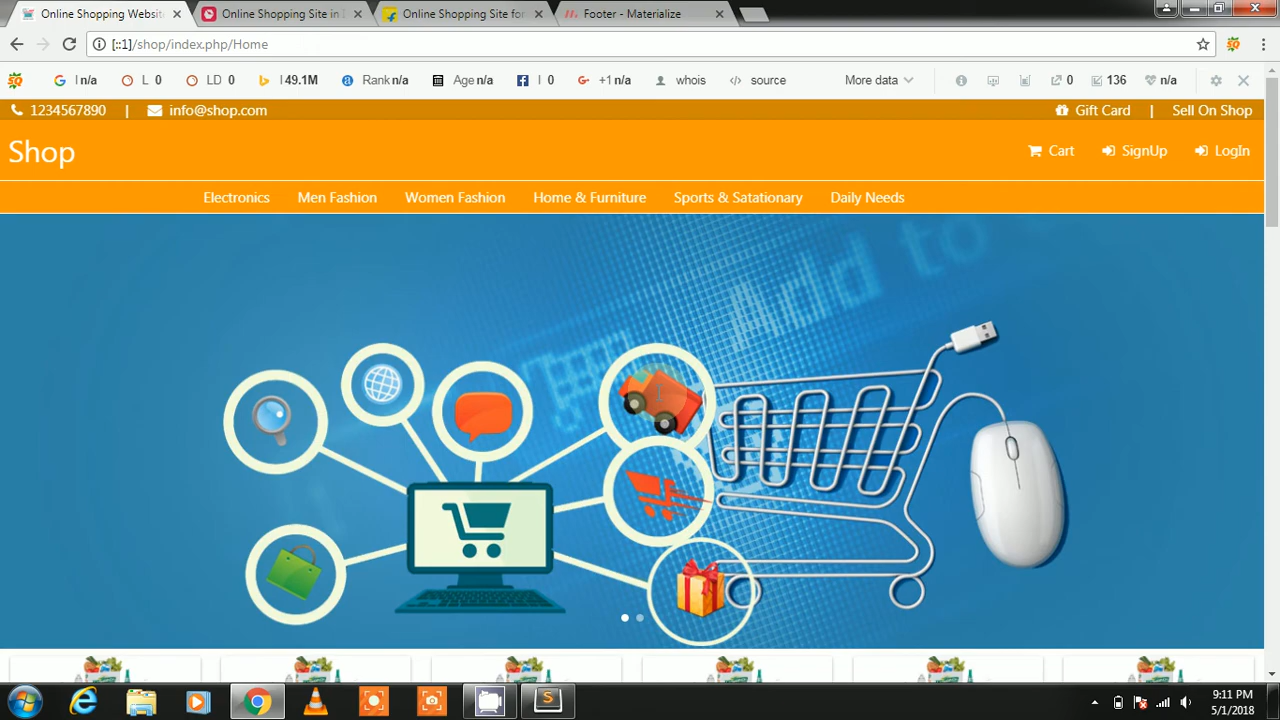 Online Shopping Websit
Online Shopping Site in I
Online Shopping Site for
Footer - Materialize
[::1]/shop/index.php/Home
I n/a
L 0
LD 0
I 49.1M
Rank n/a
Age n/a
I 0
+1 n/a
whois
source
More data
0
136
n/a
1234567890 | info@shop.com
Gift Card | Sell On Shop
Shop
Cart
SignUp
LogIn
Electronics
Men Fashion
Women Fashion
Home & Furniture
Sports & Satationary
Daily Needs
Add to
9:11 PM
5/1/2018